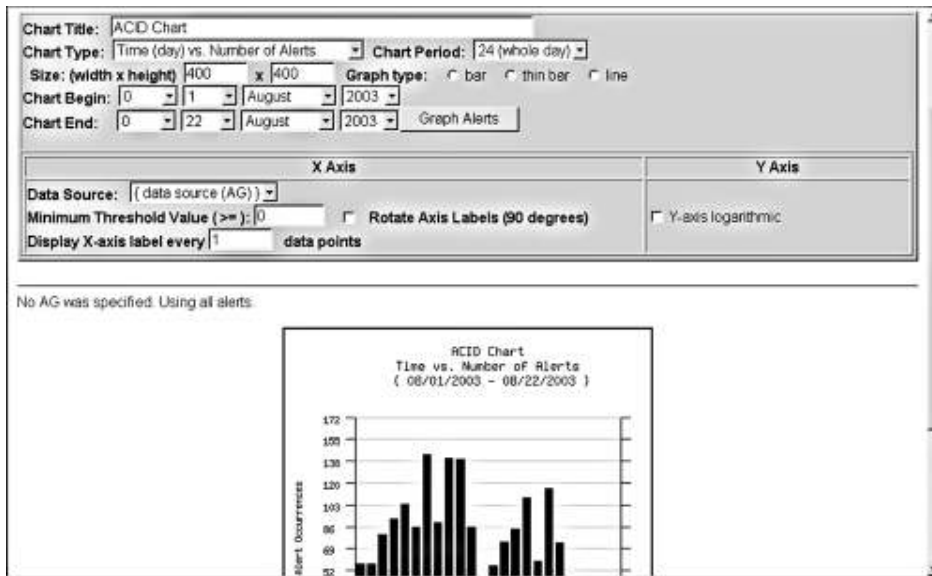 Chart Title: ACID Chart
Chart Type: Time (day) vs. Number of Alerts Chart Period: 24 (whole day)
Size: (width x height) 400 x 400 Graph type: bar thin bar line
Chart Begin: 0 1 August 2003
Chart End: 0 22 August 2003 Graph Alerts
X Axis Y Axis
Data Source: { data source (AG) }
Minimum Threshold Value ( >= ): 0 Rotate Axis Labels (90 degrees) Y-axis logarithmic
Display X-axis label every 1 data points
No AG was specified. Using all alerts.
ACID Chart
Time vs. Number of Alerts
( 08/01/2003 - 08/22/2003 )
172
155
138
120
103
86
69
52
Alert Occurrences